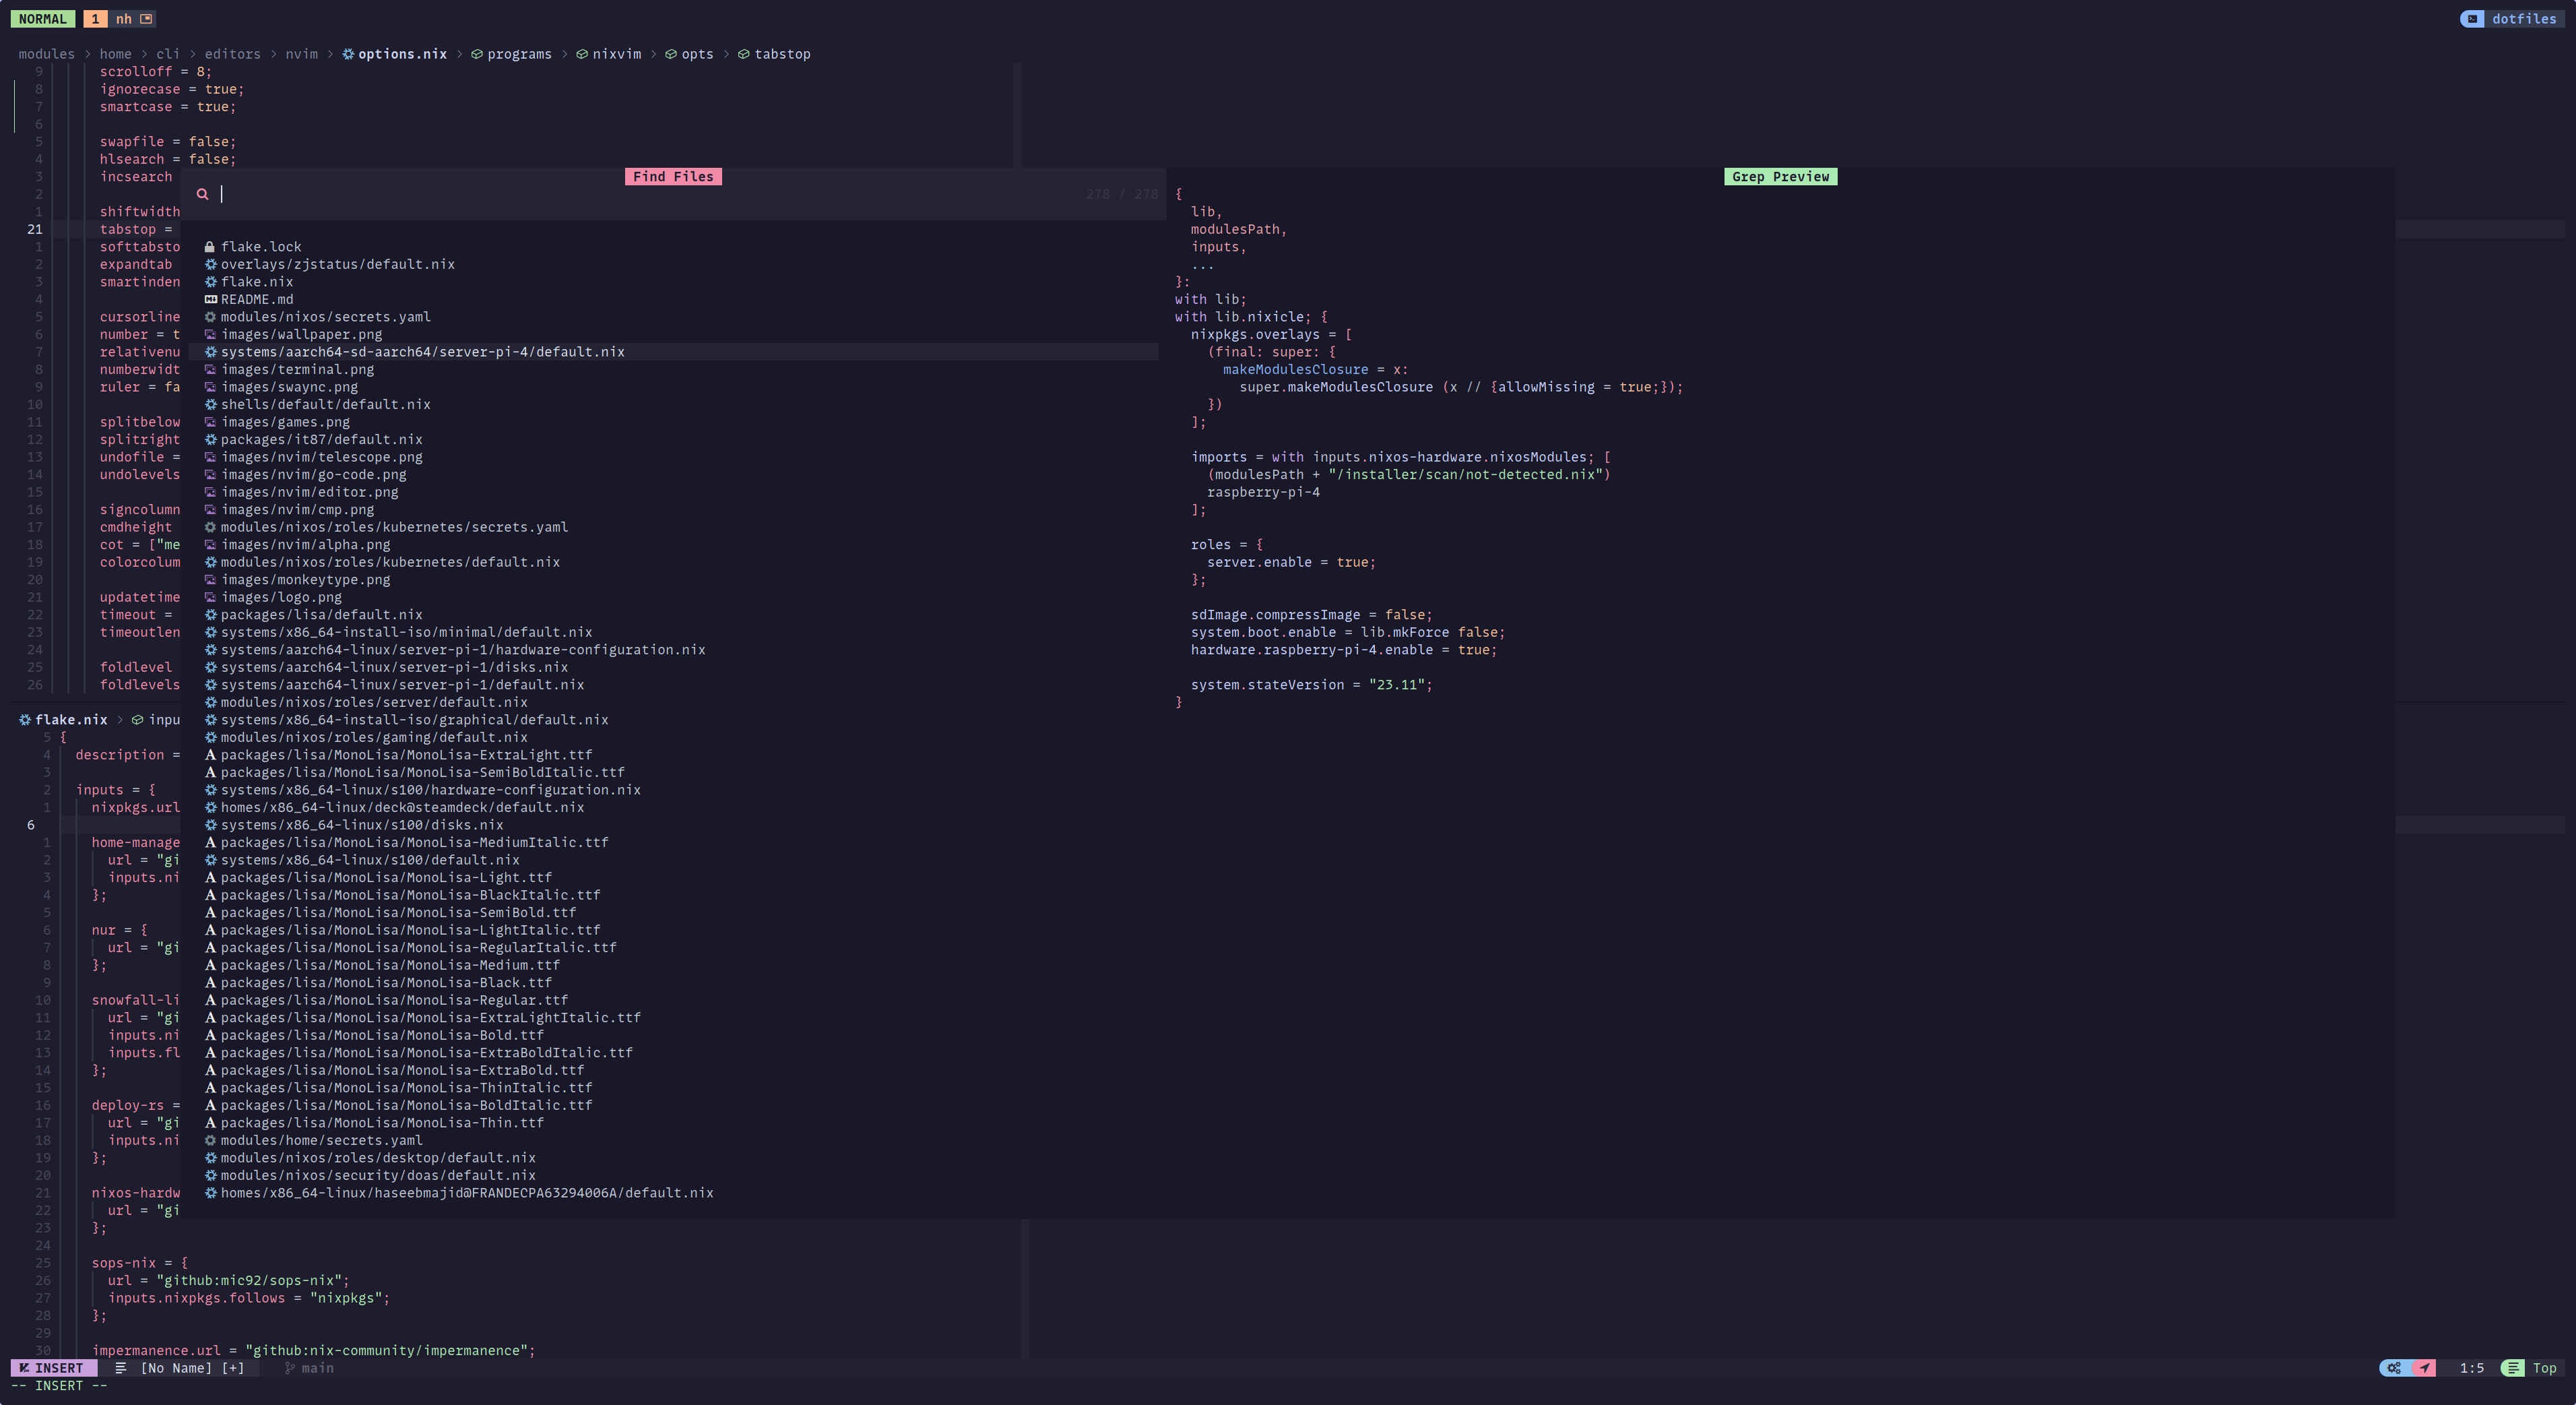 NORMAL 1 nh dotfiles
modules > home > cli > editors > nvim > options.nix > programs > nixvim > opts > tabstop
9 scrolloff = 8;
8 ignorecase = true;
7 smartcase = true;
6
5 swapfile = false;
4 hlsearch = false;
3 incsearch
2
1 shiftwidth
21 tabstop =
1 softtabsto
2 expandtab
3 smartinden
4
5 cursorline
6 number = t
7 relativenu
8 numberwidt
9 ruler = fa
10
11 splitbelow
12 splitright
13 undofile =
14 undolevels
15
16 signcolumn
17 cmdheight
18 cot = ["me
19 colorcolum
20
21 updatetime
22 timeout =
23 timeoutlen
24
25 foldlevel
26 foldlevels
flake.nix > inpu
5 {
4 description =
3
2 inputs = {
1 nixpkgs.url
6
1 home-manage
2 url = "gi
3 inputs.ni
4 };
5
6 nur = {
7 url = "gi
8 };
9
10 snowfall-li
11 url = "gi
12 inputs.ni
13 inputs.fl
14 };
15
16 deploy-rs =
17 url = "gi
18 inputs.ni
19 };
20
21 nixos-hardw
22 url = "gi
23 };
24
25 sops-nix = {
26 url = "github:mic92/sops-nix";
27 inputs.nixpkgs.follows = "nixpkgs";
28 };
29
30 impermanence.url = "github:nix-community/impermanence";
Find Files
278 / 278
flake.lock
overlays/zjstatus/default.nix
flake.nix
README.md
modules/nixos/secrets.yaml
images/wallpaper.png
systems/aarch64-sd-aarch64/server-pi-4/default.nix
images/terminal.png
images/swaync.png
shells/default/default.nix
images/games.png
packages/it87/default.nix
images/nvim/telescope.png
images/nvim/go-code.png
images/nvim/editor.png
images/nvim/cmp.png
modules/nixos/roles/kubernetes/secrets.yaml
images/nvim/alpha.png
modules/nixos/roles/kubernetes/default.nix
images/monkeytype.png
images/logo.png
packages/lisa/default.nix
systems/x86_64-install-iso/minimal/default.nix
systems/aarch64-linux/server-pi-1/hardware-configuration.nix
systems/aarch64-linux/server-pi-1/disks.nix
systems/aarch64-linux/server-pi-1/default.nix
modules/nixos/roles/server/default.nix
systems/x86_64-install-iso/graphical/default.nix
modules/nixos/roles/gaming/default.nix
packages/lisa/MonoLisa/MonoLisa-ExtraLight.ttf
packages/lisa/MonoLisa/MonoLisa-SemiBoldItalic.ttf
systems/x86_64-linux/s100/hardware-configuration.nix
homes/x86_64-linux/deck@steamdeck/default.nix
systems/x86_64-linux/s100/disks.nix
packages/lisa/MonoLisa/MonoLisa-MediumItalic.ttf
systems/x86_64-linux/s100/default.nix
packages/lisa/MonoLisa/MonoLisa-Light.ttf
packages/lisa/MonoLisa/MonoLisa-BlackItalic.ttf
packages/lisa/MonoLisa/MonoLisa-SemiBold.ttf
packages/lisa/MonoLisa/MonoLisa-LightItalic.ttf
packages/lisa/MonoLisa/MonoLisa-RegularItalic.ttf
packages/lisa/MonoLisa/MonoLisa-Medium.ttf
packages/lisa/MonoLisa/MonoLisa-Black.ttf
packages/lisa/MonoLisa/MonoLisa-Regular.ttf
packages/lisa/MonoLisa/MonoLisa-ExtraLightItalic.ttf
packages/lisa/MonoLisa/MonoLisa-Bold.ttf
packages/lisa/MonoLisa/MonoLisa-ExtraBoldItalic.ttf
packages/lisa/MonoLisa/MonoLisa-ExtraBold.ttf
packages/lisa/MonoLisa/MonoLisa-ThinItalic.ttf
packages/lisa/MonoLisa/MonoLisa-BoldItalic.ttf
packages/lisa/MonoLisa/MonoLisa-Thin.ttf
modules/home/secrets.yaml
modules/nixos/roles/desktop/default.nix
modules/nixos/security/doas/default.nix
homes/x86_64-linux/haseebmajid@FRANDECPA63294006A/default.nix
Grep Preview
{
lib,
modulesPath,
inputs,
...
}:
with lib;
with lib.nixicle; {
nixpkgs.overlays = [
(final: super: {
makeModulesClosure = x:
super.makeModulesClosure (x // {allowMissing = true;});
})
];
imports = with inputs.nixos-hardware.nixosModules; [
(modulesPath + "/installer/scan/not-detected.nix")
raspberry-pi-4
];
roles = {
server.enable = true;
};
sdImage.compressImage = false;
system.boot.enable = lib.mkForce false;
hardware.raspberry-pi-4.enable = true;
system.stateVersion = "23.11";
}
INSERT [No Name] [+] main 1:5 Top
-- INSERT --